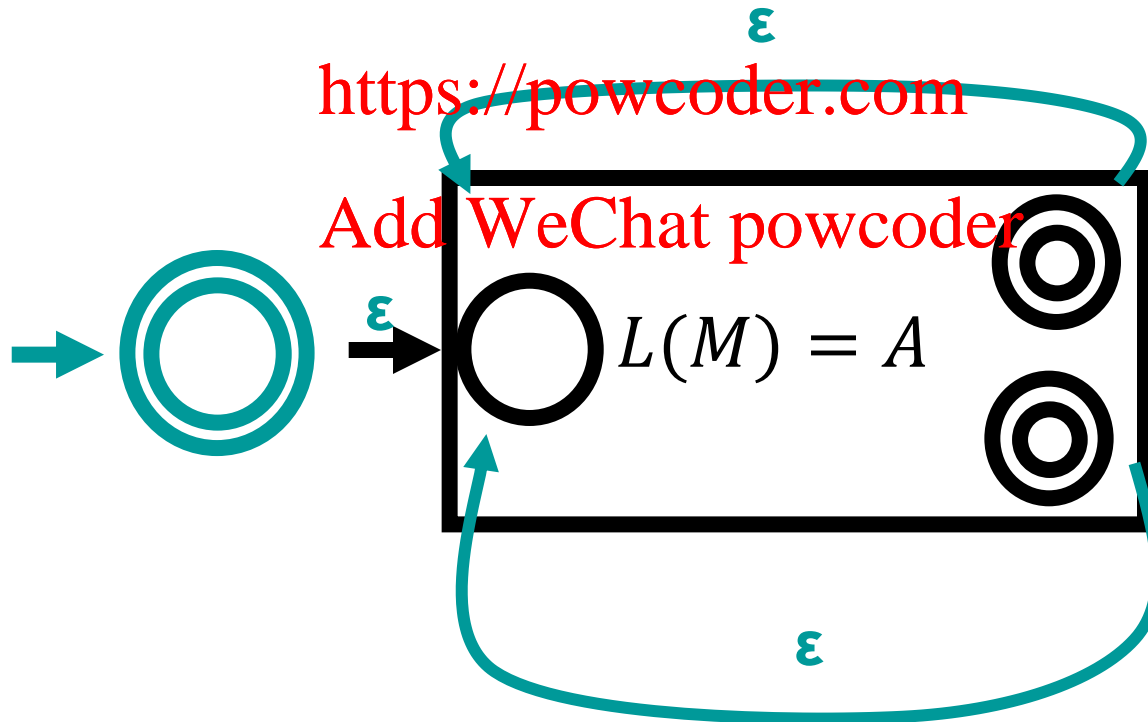 ε
https://powcoder.com
Add WeChat powcoder
ε
L(M) = A
ε